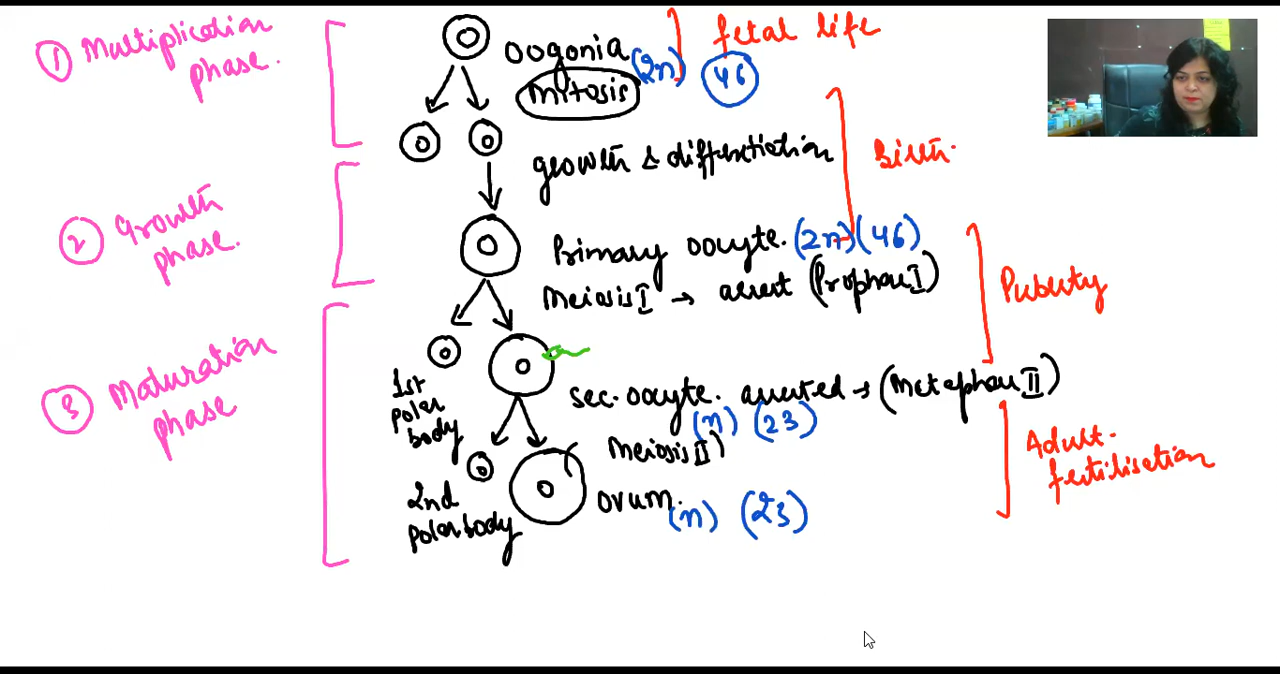 ① Multiplication
phase.
oogonia
(2n)
46
fetal life
mitosis
growth & differentiation
Birth.
② Growth
phase.
Primary oocyte. (2n) (46)
Meiosis I → arrest (Prophase I)
Puberty
③ Maturation
phase
1st
polar
body
sec. oocyte. arrested → (Metaphase II)
(n) (23)
Meiosis II)
Adult.
fertilisation
2nd
polar body
ovum.
(n) (23)